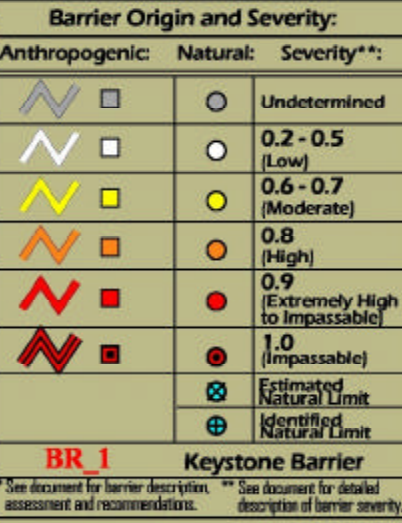 Barrier Origin and Severity:
Anthropogenic: Natural: Severity**:
Undetermined
0.2 - 0.5
(Low)
0.6 - 0.7
(Moderate)
0.8
(High)
0.9
(Extremely High
to Impassable)
1.0
(Impassable)
Estimated
Natural Limit
Identified
Natural Limit
BR_1 Keystone Barrier
* See document for barrier description, ** See document for detailed
assessment and recommendations. description of barrier severity.